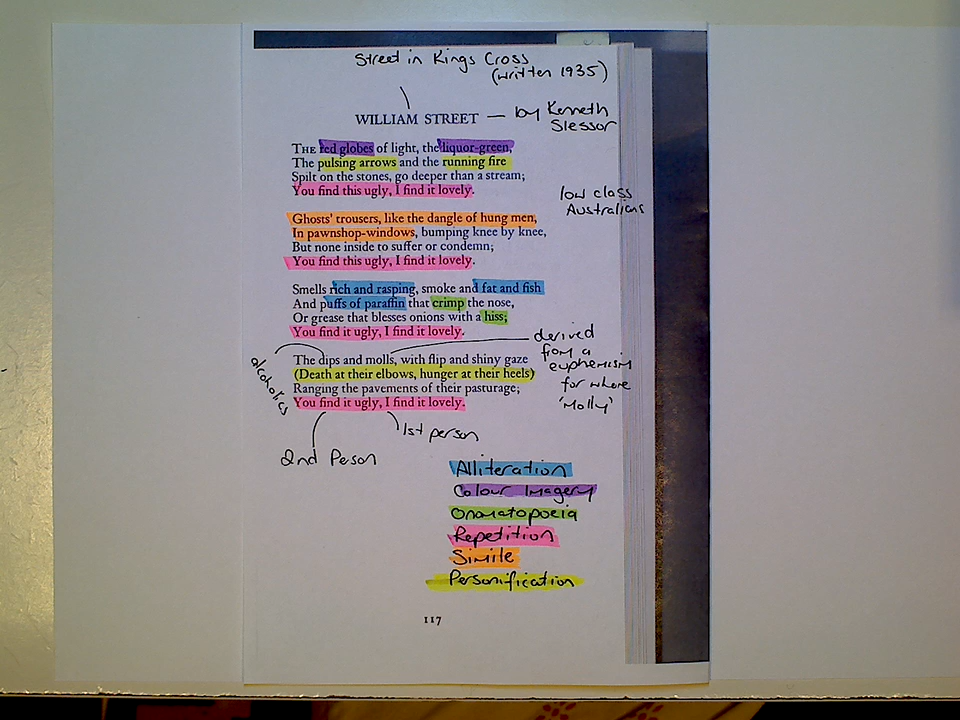 Street in Kings Cross
(written 1935)
WILLIAM STREET — by Kenneth
Slessor
THE red globes of light, the liquor-green,
The pulsing arrows and the running fire
Spilt on the stones, go deeper than a stream;
You find this ugly, I find it lovely.
low class
Australians
Ghosts' trousers, like the dangle of hung men,
In pawnshop-windows, bumping knee by knee,
But none inside to suffer or condemn;
You find this ugly, I find it lovely.
Smells rich and rasping, smoke and fat and fish
And puffs of paraffin that crimp the nose,
Or grease that blesses onions with a hiss;
You find it ugly, I find it lovely.
The dips and molls, with flip and shiny gaze
(Death at their elbows, hunger at their heels)
Ranging the pavements of their pasturage;
You find it ugly, I find it lovely.
alcoholics
derived
from a
euphemism
for whore
'Molly'
1st person
2nd Person
Alliteration
Colour Imagery
Onomatopoeia
Repetition
Simile
Personification
117